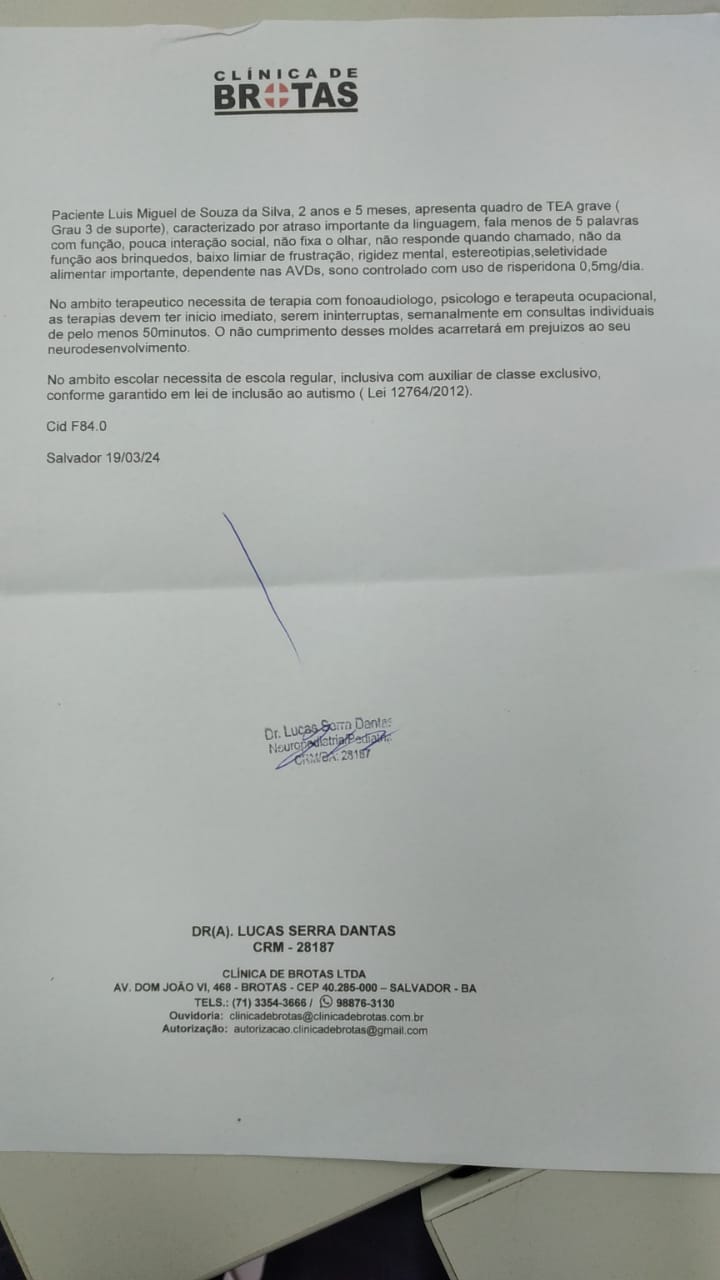 CLÍNICA DE
BROTAS
Paciente Luis Miguel de Souza da Silva, 2 anos e 5 meses, apresenta quadro de TEA grave (
Grau 3 de suporte), caracterizado por atraso importante da linguagem, fala menos de 5 palavras
com função, pouca interação social, não fixa o olhar, não responde quando chamado, não da
função aos brinquedos, baixo limiar de frustração, rigidez mental, estereotipias,seletividade
alimentar importante, dependente nas AVDs, sono controlado com uso de risperidona 0,5mg/dia.
No ambito terapeutico necessita de terapia com fonoaudiologo, psicologo e terapeuta ocupacional,
as terapias devem ter inicio imediato, serem ininterruptas, semanalmente em consultas individuais
de pelo menos 50minutos. O não cumprimento desses moldes acarretará em prejuizos ao seu
neurodesenvolvimento.
No ambito escolar necessita de escola regular, inclusiva com auxiliar de classe exclusivo,
conforme garantido em lei de inclusão ao autismo ( Lei 12764/2012).
Cid F84.0
Salvador 19/03/24
Dr. Lucas Serra Dantas
Neuropediatria/Pediatria
CRM/BA: 28187
DR(A). LUCAS SERRA DANTAS
CRM - 28187
CLÍNICA DE BROTAS LTDA
AV. DOM JOÃO VI, 468 - BROTAS - CEP 40.285-000 – SALVADOR - BA
TELS.: (71) 3354-3666 / 98876-3130
Ouvidoria: clinicadebrotas@clinicadebrotas.com.br
Autorização: autorizacao.clinicadebrotas@gmail.com